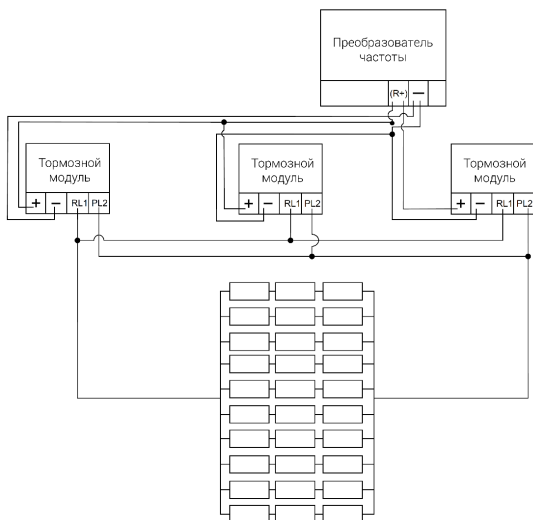 Преобразователь
частоты
(R+) −
Тормозной
модуль
+ − RL1 PL2
Тормозной
модуль
+ − RL1 PL2
Тормозной
модуль
+ − RL1 PL2